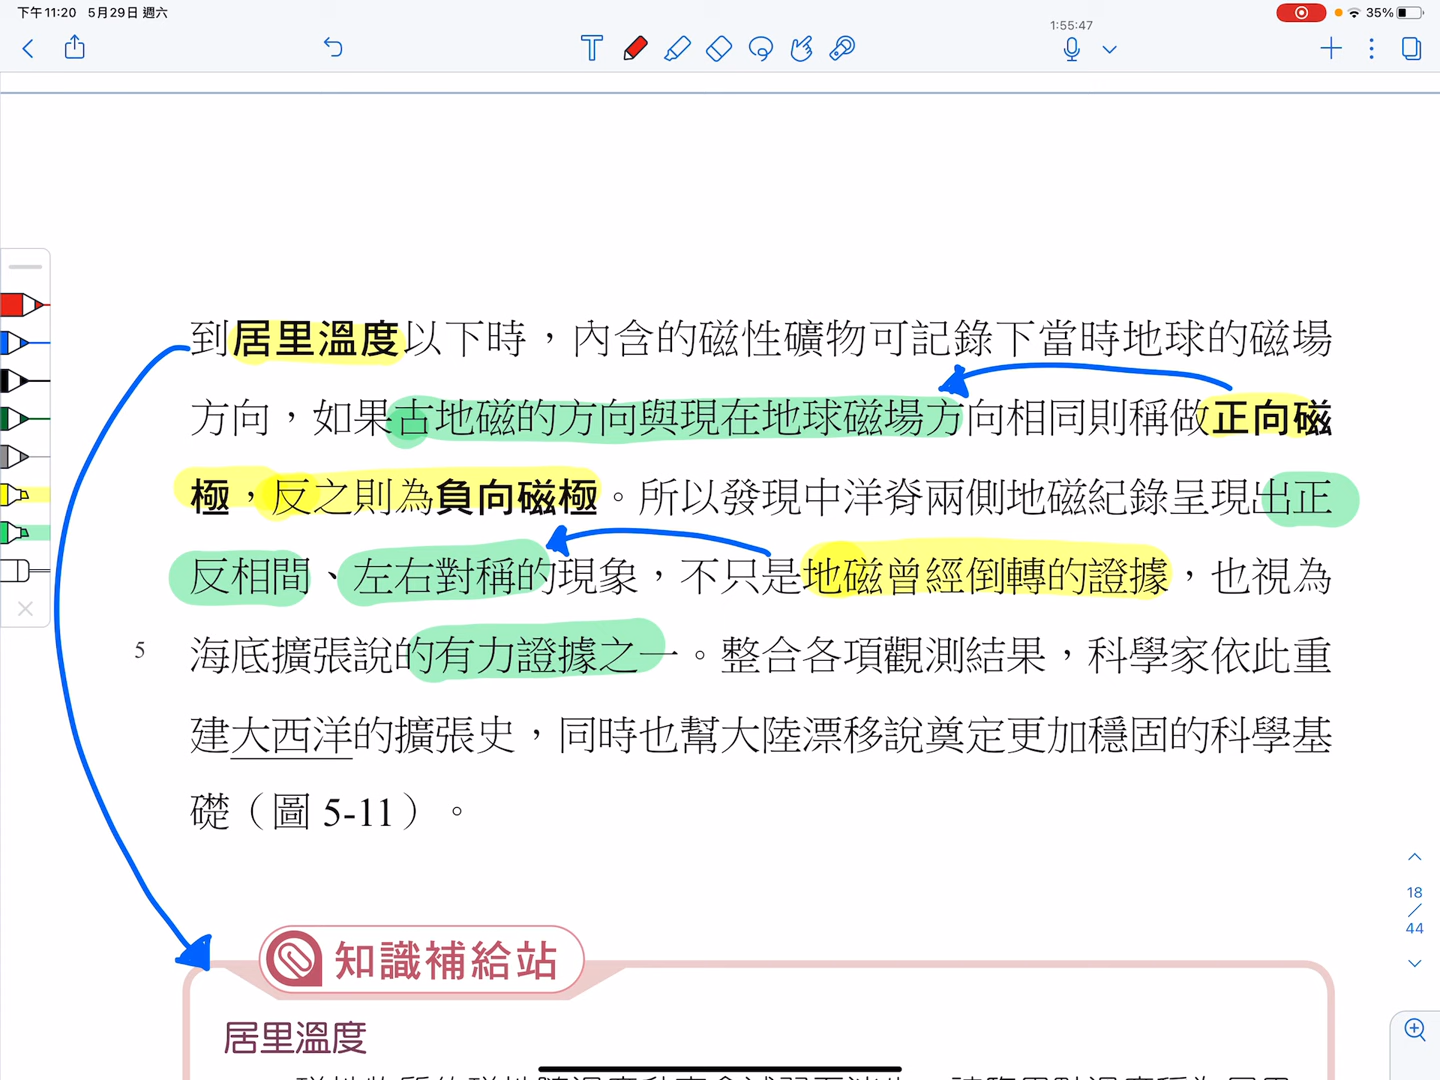 下午11:20 5月29日 週六
35%
1:55:47
到居里溫度以下時，內含的磁性礦物可記錄下當時地球的磁場
方向，如果古地磁的方向與現在地球磁場方向相同則稱做正向磁
極，反之則為負向磁極。所以發現中洋脊兩側地磁紀錄呈現出正
反相間、左右對稱的現象，不只是地磁曾經倒轉的證據，也視為
5 海底擴張說的有力證據之一。整合各項觀測結果，科學家依此重
建大西洋的擴張史，同時也幫大陸漂移說奠定更加穩固的科學基
礎（圖 5-11）。
18
/
44
知識補給站
居里溫度